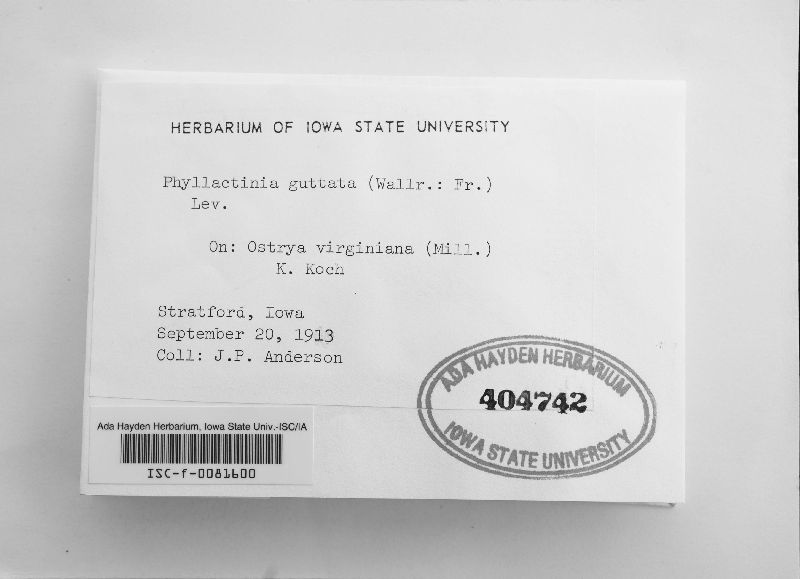 HERBARIUM OF IOWA STATE UNIVERSITY
Phyllactinia guttata (Wallr.: Fr.)
Lev.
On: Ostrya virginiana (Mill.)
K. Koch
Stratford, Iowa
September 20, 1913
Coll: J.P. Anderson
ADA HAYDEN HERBARIUM
404742
IOWA STATE UNIVERSITY
Ada Hayden Herbarium, Iowa State Univ.-ISC/IA
ISC-f-0081600